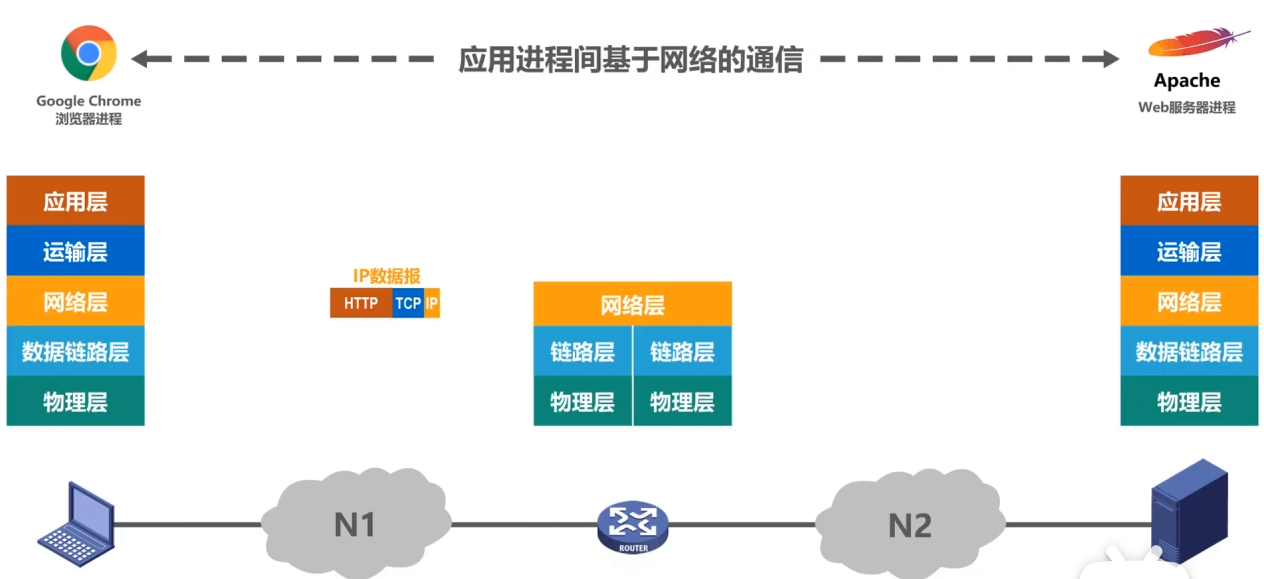 应用进程间基于网络的通信
Google Chrome
浏览器进程
Apache
Web服务器进程
应用层
运输层
网络层
数据链路层
物理层
IP数据报
HTTP TCP IP
网络层
链路层 链路层
物理层 物理层
应用层
运输层
网络层
数据链路层
物理层
N1
ROUTER
N2